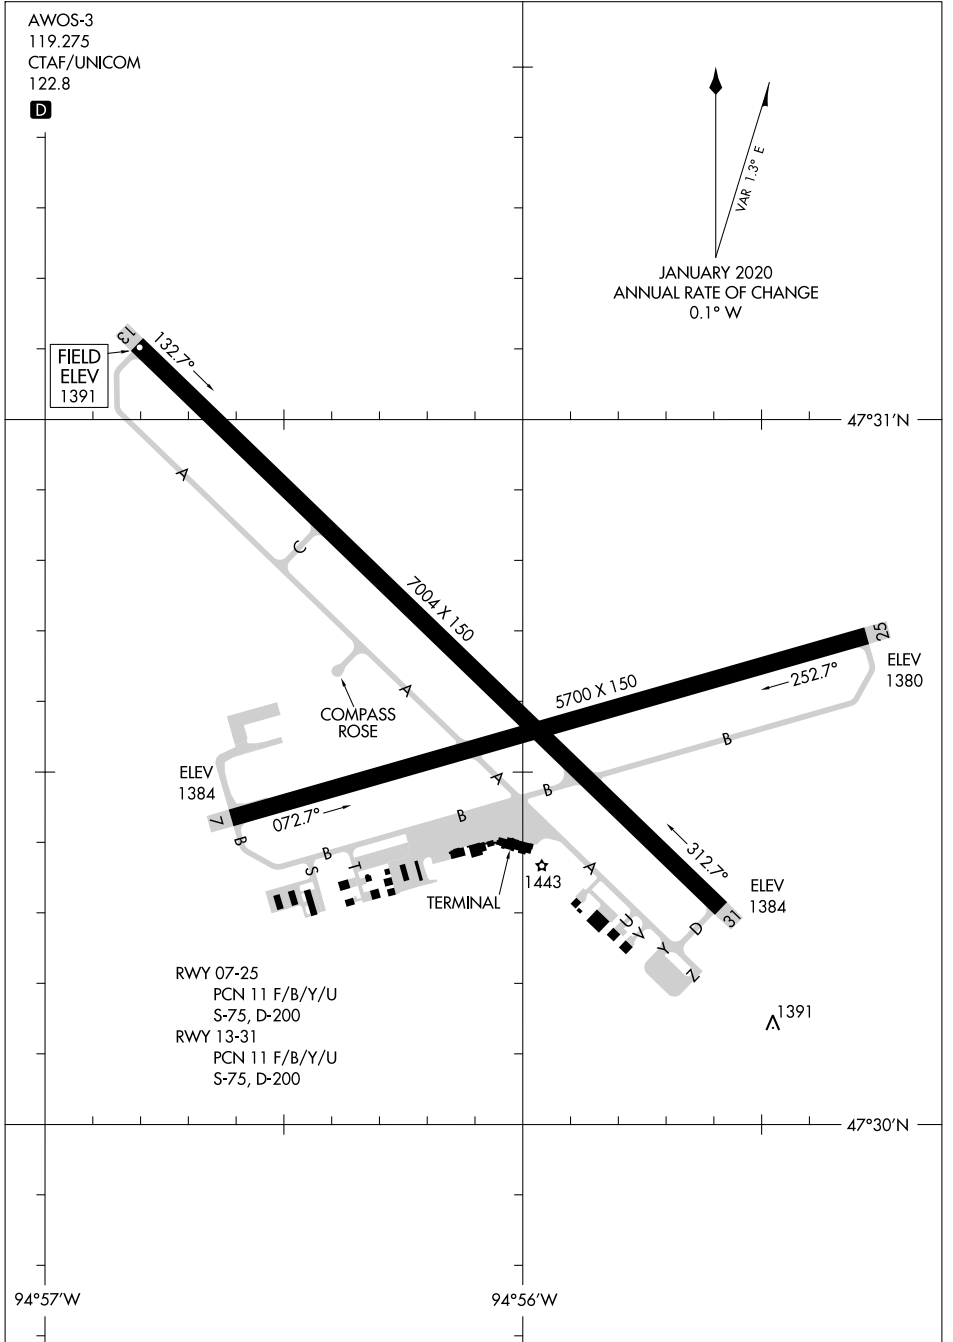 AWOS-3
119.275
CTAF/UNICOM
122.8
D
VAR 1.3° E
JANUARY 2020
ANNUAL RATE OF CHANGE
0.1° W
13
132.7°
FIELD
ELEV
1391
47°31'N
A
C
7004 X 150
25
ELEV
1380
252.7°
5700 X 150
A
COMPASS
ROSE
B
ELEV
1384
A
B
7
072.7°
B
B
B
S
T
TERMINAL
1443
A
312.7°
ELEV
1384
31
U
V
D
Y
Z
RWY 07-25
PCN 11 F/B/Y/U
S-75, D-200
RWY 13-31
PCN 11 F/B/Y/U
S-75, D-200
1391
47°30'N
94°57'W
94°56'W